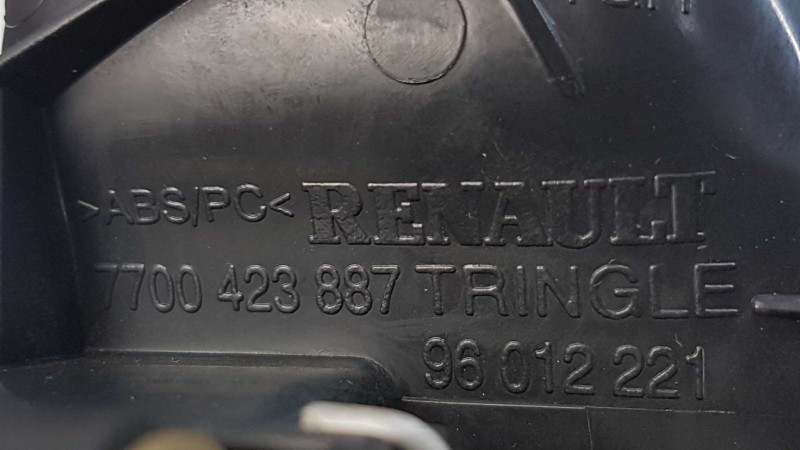 >ABS/PC< RENAULT
7700 423 887 TRINGLE
96 012 221